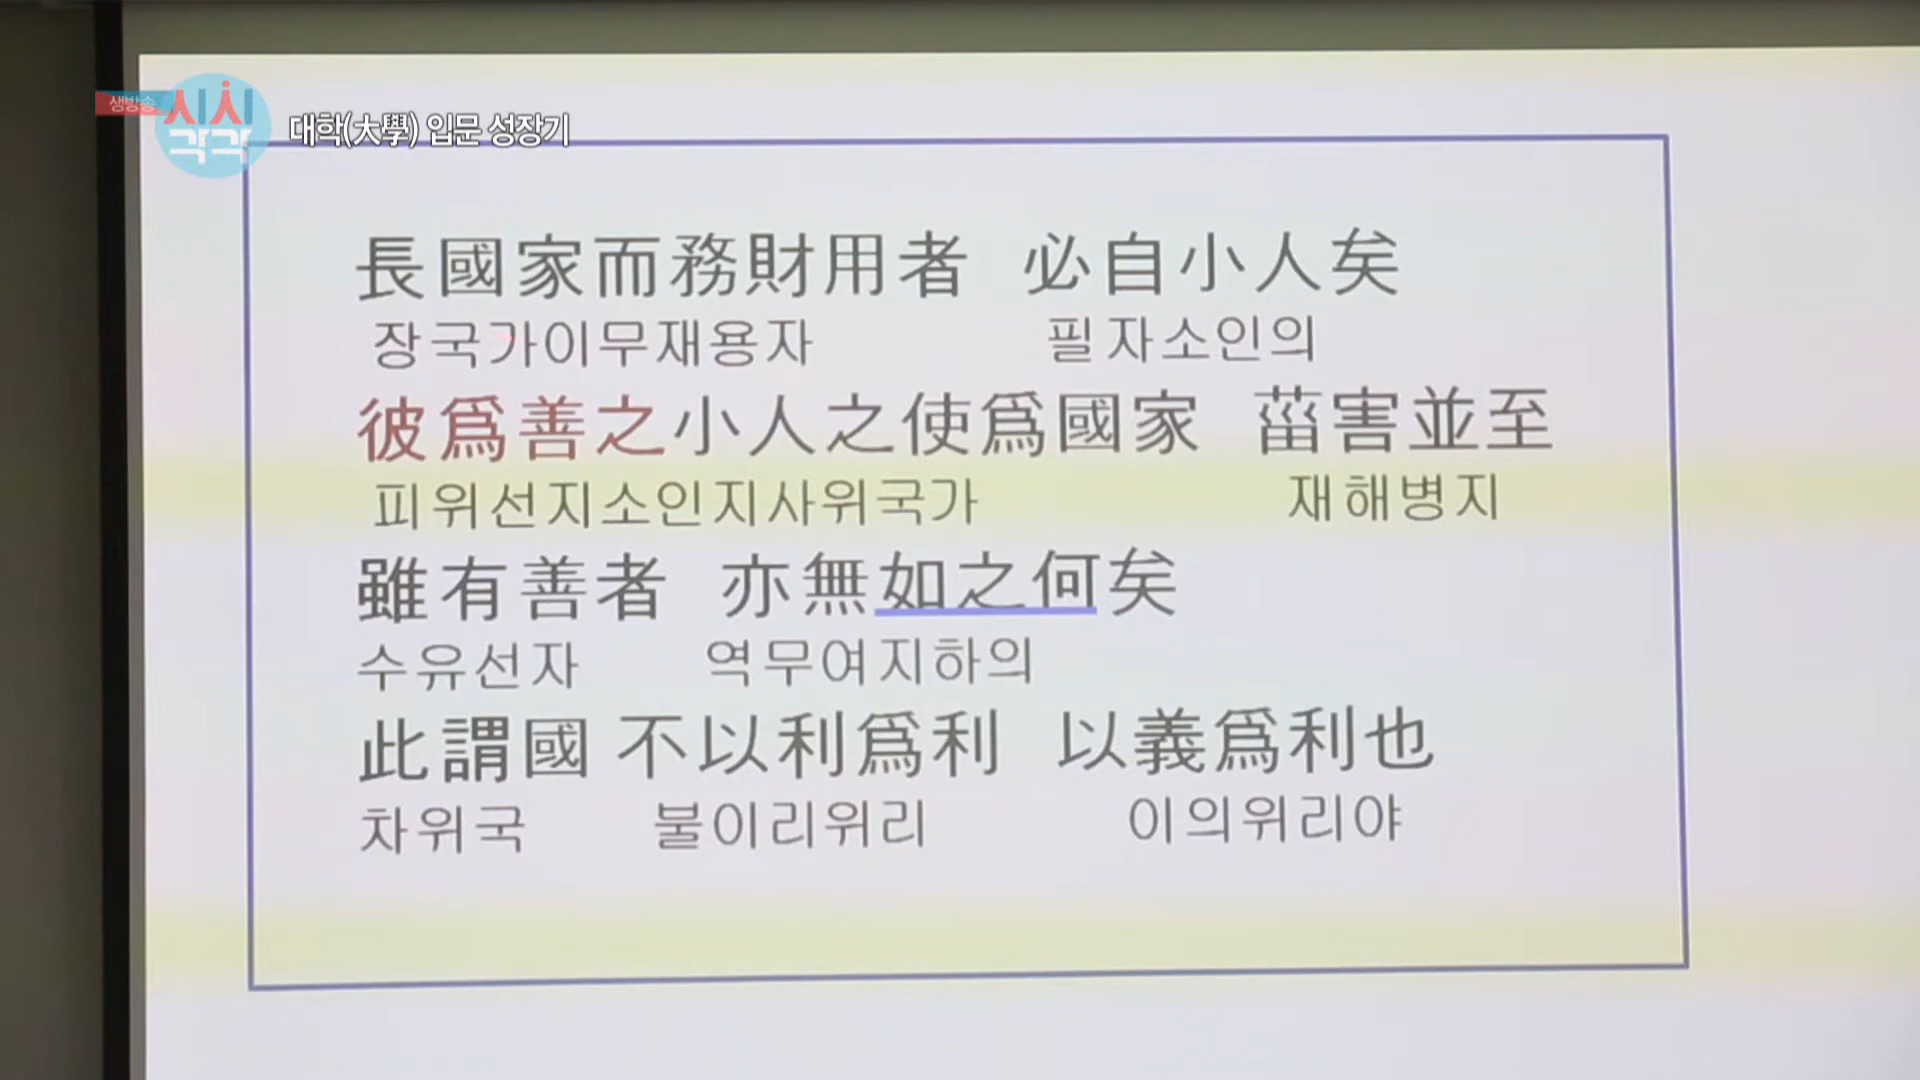 생방송
시시각각
대학(大學) 입문 성장기
長國家而務財用者 必自小人矣
장국가이무재용자 필자소인의
彼爲善之小人之使爲國家 菑害並至
피위선지소인지사위국가 재해병지
雖有善者 亦無如之何矣
수유선자 역무여지하의
此謂國 不以利爲利 以義爲利也
차위국 불이리위리 이의위리야